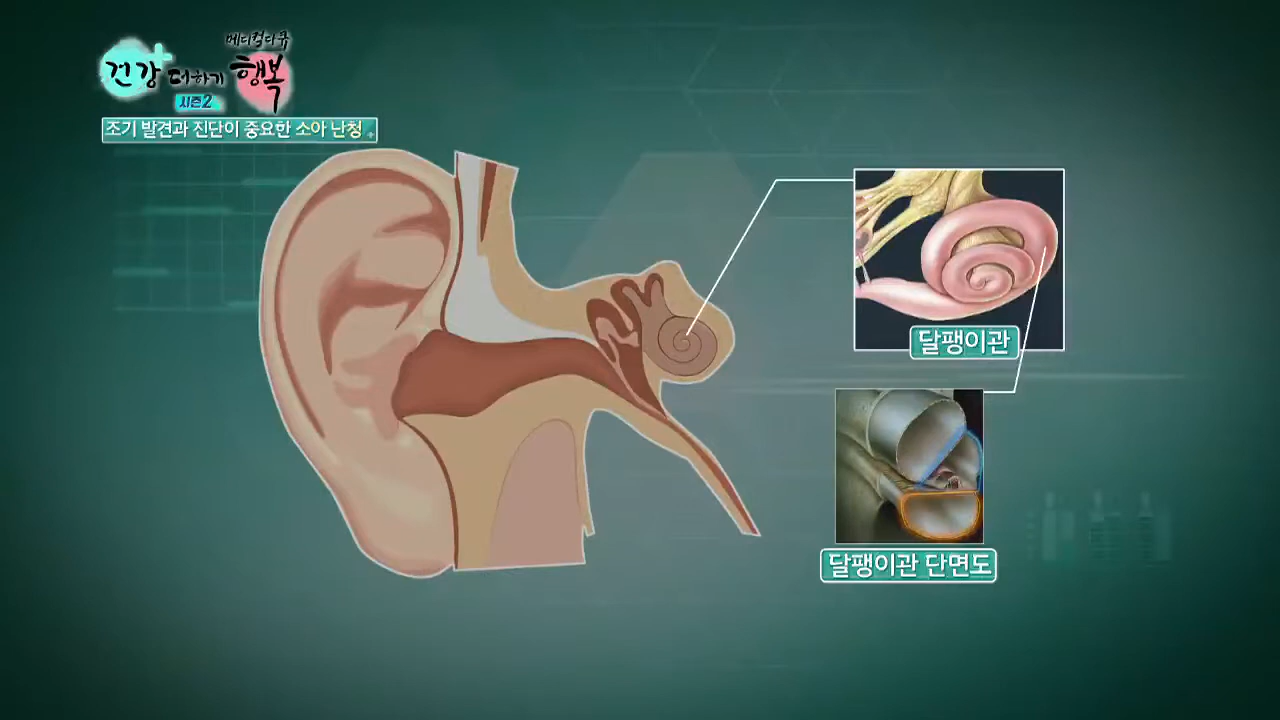 메디컬다큐
건강 더하기 행복
시즌2
조기 발견과 진단이 중요한 소아 난청
달팽이관
달팽이관 단면도